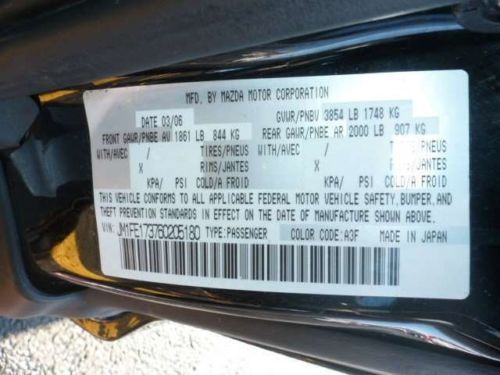 MFD. BY MAZDA MOTOR CORPORATION
DATE 03/06 GVWR/PNBV 3854 LB 1748 KG
FRONT GAWR/PNBE AV 1861 LB 844 KG REAR GAWR/PNBE AR 2000 LB 907 KG
WITH/AVEC / TIRES/PNEUS WITH/AVEC / TIRES/PNEUS
X RIMS/JANTES X RIMS/JANTES
KPA/ PSI COLD/A FROID KPA/ PSI COLD/A FROID
THIS VEHICLE CONFORMS TO ALL APPLICABLE FEDERAL MOTOR VEHICLE SAFETY, BUMPER, AND
THEFT PREVENTION STANDARDS IN EFFECT ON THE DATE OF MANUFACTURE SHOWN ABOVE.
VIN: JM1FE173760205180 TYPE:PASSENGER COLOR CODE: A3F MADE IN JAPAN